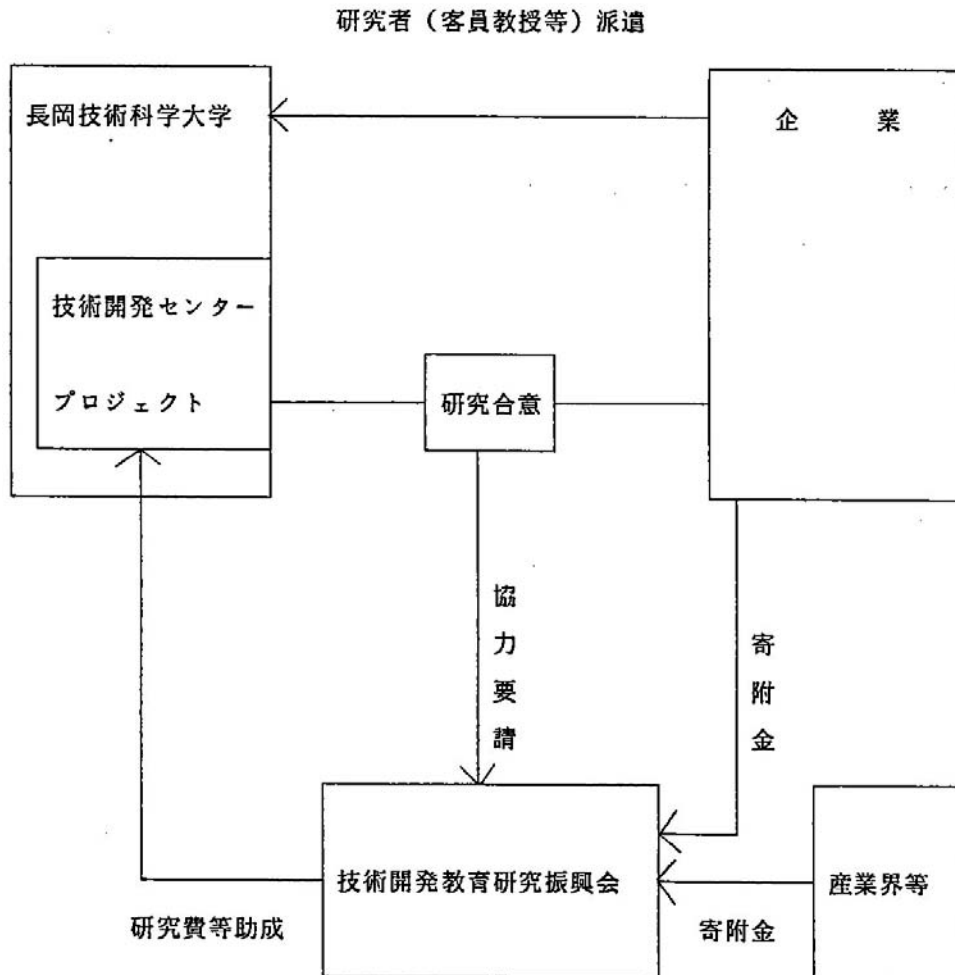 研究者（客員教授等）派遣
長岡技術科学大学
企　　業
技術開発センター
プロジェクト
研究合意
協力要請
寄附金
技術開発教育研究振興会
産業界等
研究費等助成
寄附金